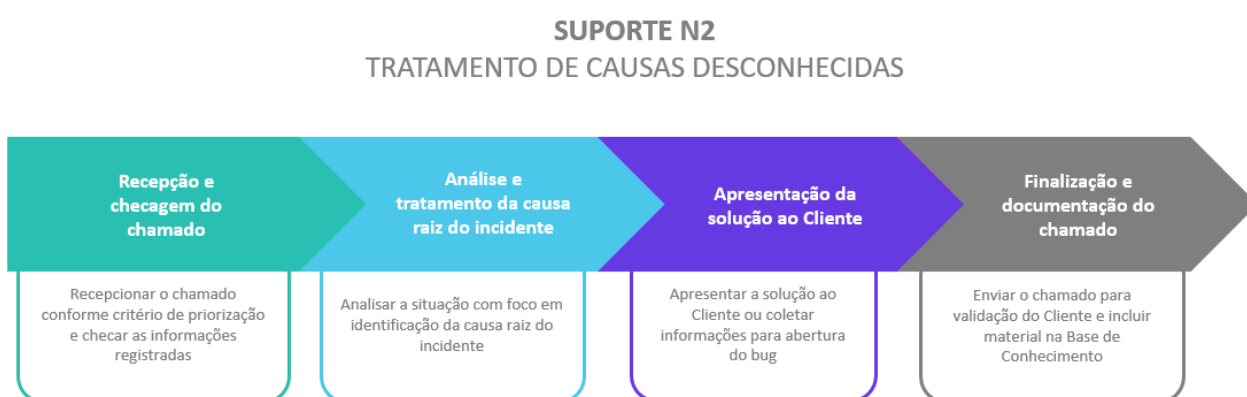 SUPORTE N2
TRATAMENTO DE CAUSAS DESCONHECIDAS
Recepção e
checagem do
chamado
Análise e
tratamento da causa
raiz do incidente
Apresentação da
solução ao Cliente
Finalização e
documentação do
chamado
Recepcionar o chamado
conforme critério de priorização
e checar as informações
registradas
Analisar a situação com foco em
identificação da causa raiz do
incidente
Apresentar a solução ao
Cliente ou coletar
informações para abertura
do bug
Enviar o chamado para
validação do Cliente e incluir
material na Base de
Conhecimento